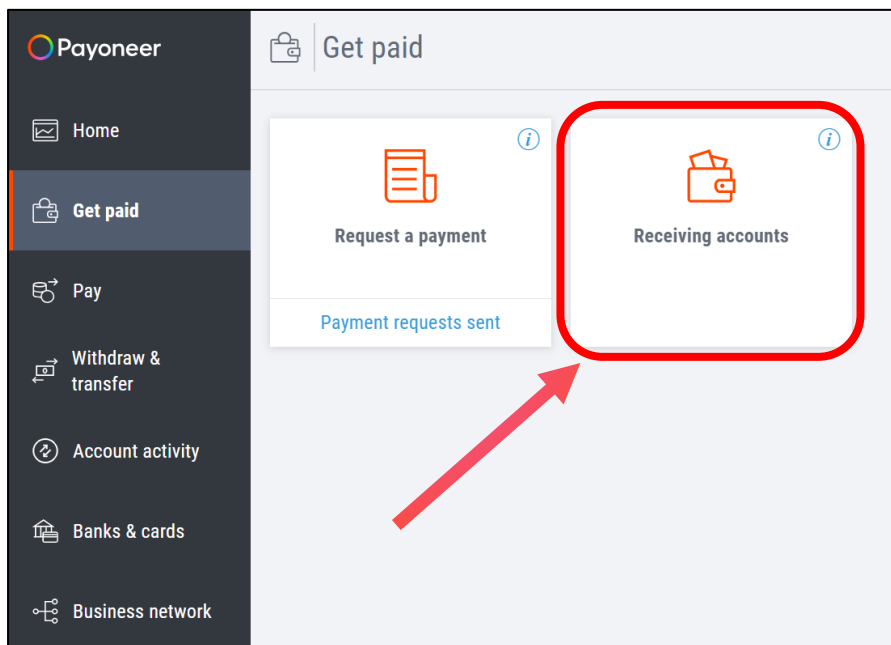 Payoneer
Get paid
Home
Get paid
Pay
Withdraw &
transfer
Account activity
Banks & cards
Business network
i
Request a payment
Payment requests sent
i
Receiving accounts